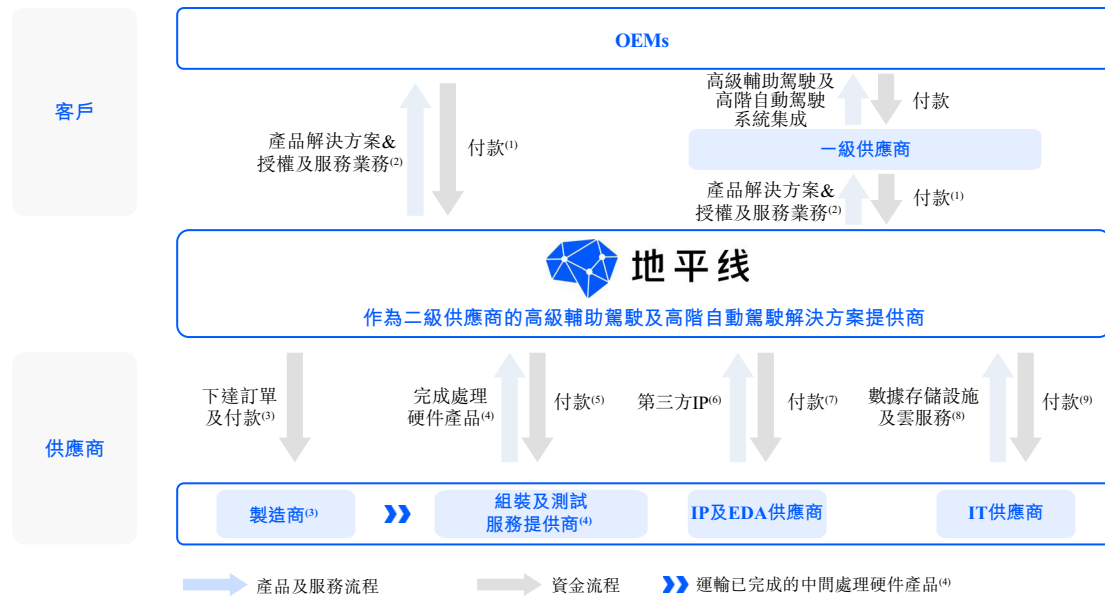 OEMs
客戶
高級輔助駕駛及
高階自動駕駛
系統集成
付款
產品解決方案&
授權及服務業務(2)
付款(1)
一級供應商
產品解決方案&
授權及服務業務(2)
付款(1)
地平线
作為二級供應商的高級輔助駕駛及高階自動駕駛解決方案提供商
供應商
下達訂單
及付款(3)
完成處理
硬件產品(4)
付款(5)
第三方IP(6)
付款(7)
數據存儲設施
及雲服務(8)
付款(9)
製造商(3)
組裝及測試
服務提供商(4)
IP及EDA供應商
IT供應商
產品及服務流程
資金流程
運輸已完成的中間處理硬件產品(4)